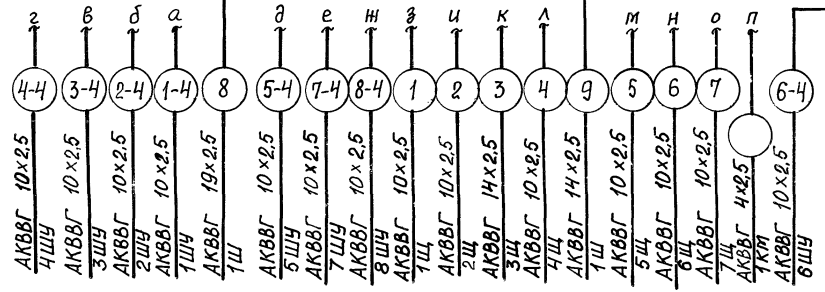 г в б а д е ж з и к л м н о п
4-4 3-4 2-4 1-4 8 5-4 7-4 8-4 1 2 3 4 9 5 6 7 6-4
АКВВГ 10×2,5
4ШУ
АКВВГ 10×2,5
3ШУ
АКВВГ 10×2,5
2ШУ
АКВВГ 10×2,5
1ШУ
АКВВГ 19×2,5
1Ш
АКВВГ 10×2,5
5ШУ
АКВВГ 10×2,5
7ШУ
АКВВГ 10×2,5
8ШУ
АКВВГ 10×2,5
1Щ
АКВВГ 10×2,5
2Щ
АКВВГ 14×2,5
3Щ
АКВВГ 10×2,5
4Щ
АКВВГ 14×2,5
1Ш
АКВВГ 10×2,5
5Щ
АКВВГ 10×2,5
6Щ
АКВВГ 10×2,5
7Щ
АКВВГ 4×2,5
1КМ
АКВВГ 10×2,5
6ШУ